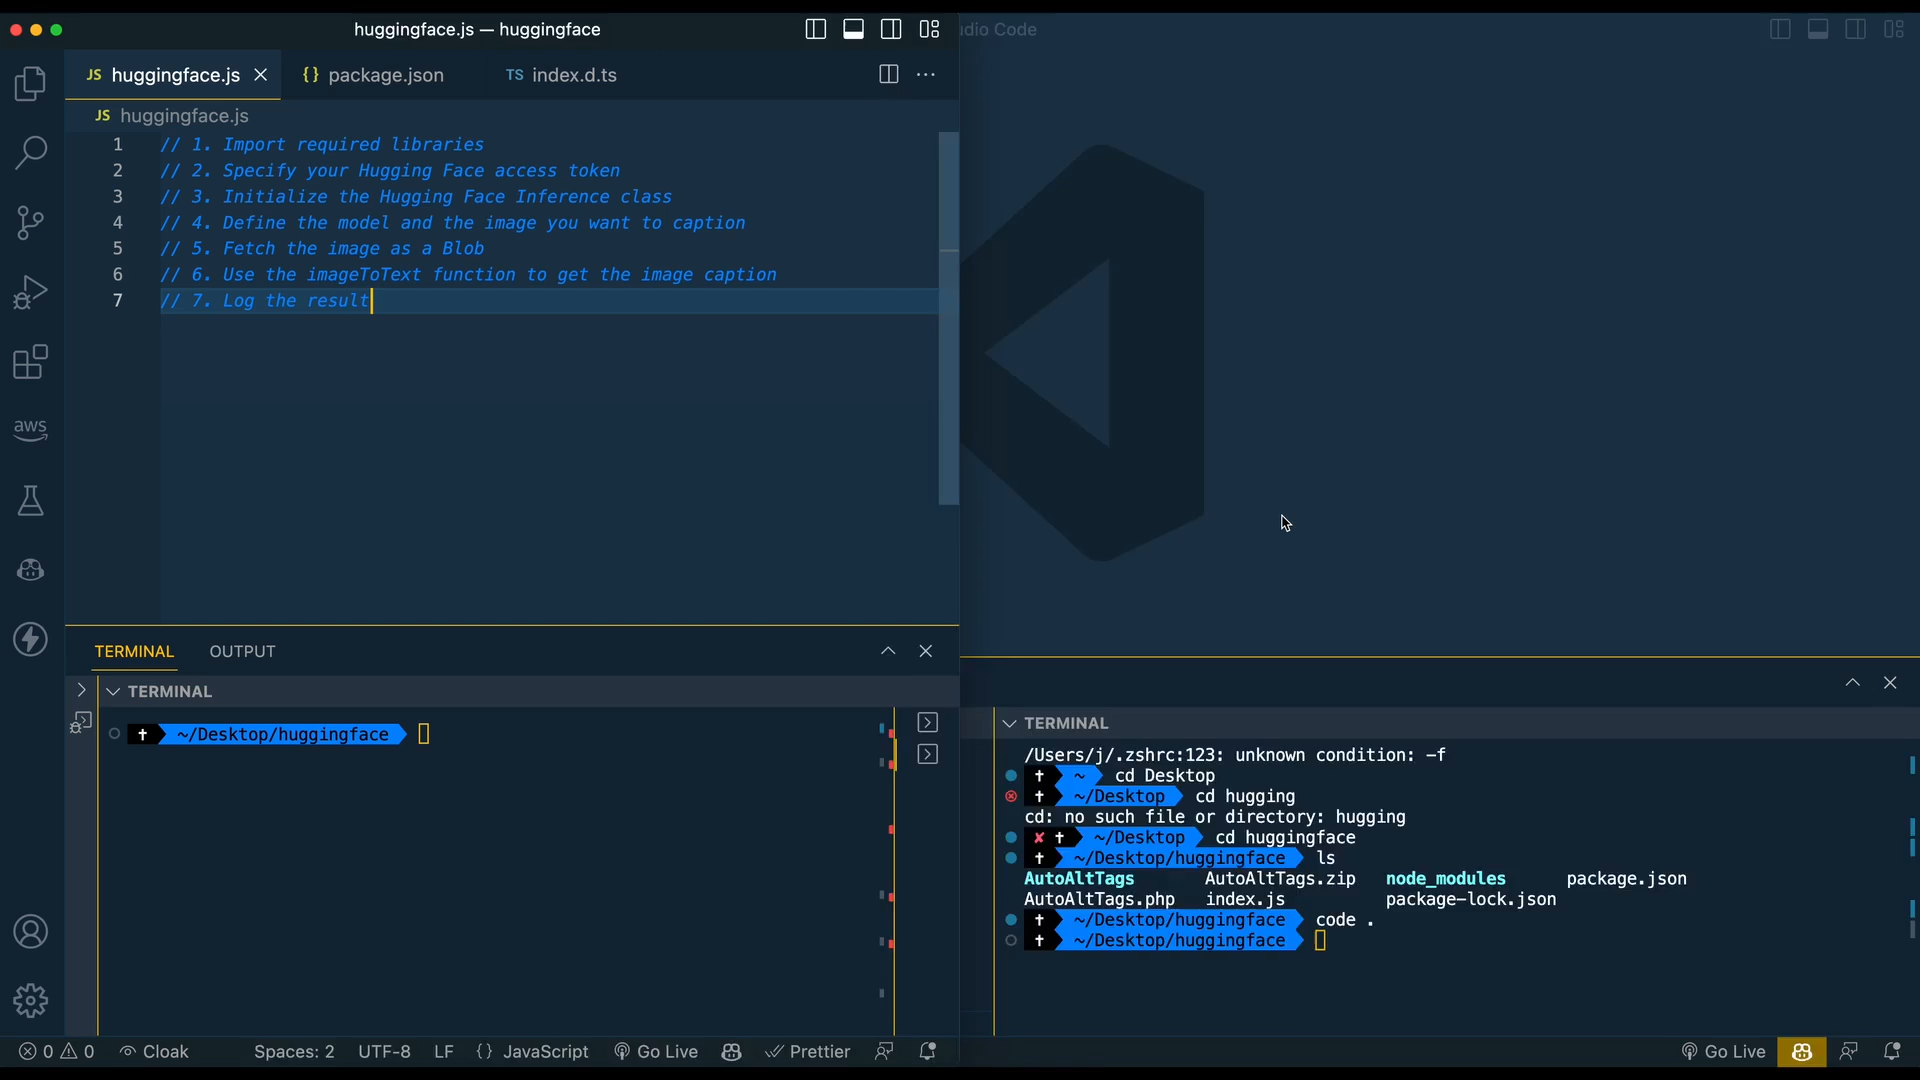 huggingface.js — huggingface
dio Code
JS huggingface.js
{} package.json
TS index.d.ts
JS huggingface.js
1 // 1. Import required libraries
2 // 2. Specify your Hugging Face access token
3 // 3. Initialize the Hugging Face Inference class
4 // 4. Define the model and the image you want to caption
5 // 5. Fetch the image as a Blob
6 // 6. Use the imageToText function to get the image caption
7 // 7. Log the result
aws
TERMINAL OUTPUT
TERMINAL
~/Desktop/huggingface
TERMINAL
/Users/j/.zshrc:123: unknown condition: -f
~ cd Desktop
~/Desktop cd hugging
cd: no such file or directory: hugging
~/Desktop cd huggingface
~/Desktop/huggingface ls
AutoAltTags AutoAltTags.zip node_modules package.json
AutoAltTags.php index.js package-lock.json
~/Desktop/huggingface code .
~/Desktop/huggingface
0 0 Cloak Spaces: 2 UTF-8 LF {} JavaScript Go Live Prettier
Go Live